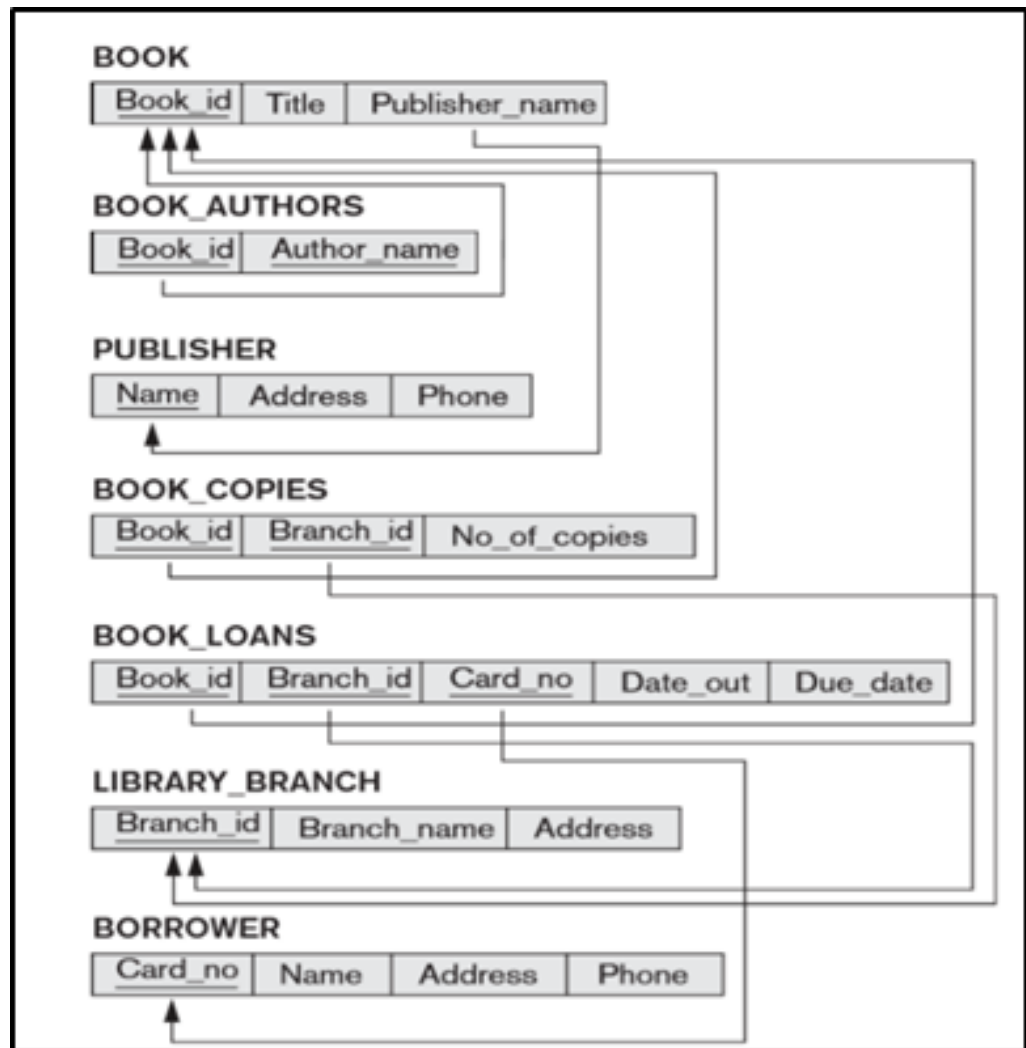 BOOK
Book_id Title Publisher_name
BOOK_AUTHORS
Book_id Author_name
PUBLISHER
Name Address Phone
BOOK_COPIES
Book_id Branch_id No_of_copies
BOOK_LOANS
Book_id Branch_id Card_no Date_out Due_date
LIBRARY_BRANCH
Branch_id Branch_name Address
BORROWER
Card_no Name Address Phone